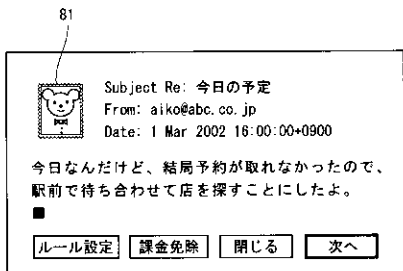 81
Subject Re: 今日の予定
From: aiko@abc.co.jp
Date: 1 Mar 2002 16:00:00+0900
今日なんだけど、結局予約が取れなかったので、
駅前で待ち合わせて店を探すことにしたよ。
ルール設定 課金免除 閉じる 次へ